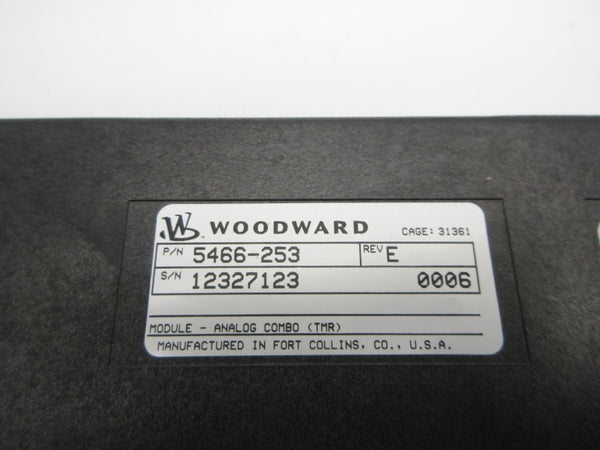 W WOODWARD CAGE: 31361
P/N 5466-253 REV E
S/N 12327123 0006
MODULE - ANALOG COMBO (TMR)
MANUFACTURED IN FORT COLLINS, CO., U.S.A.